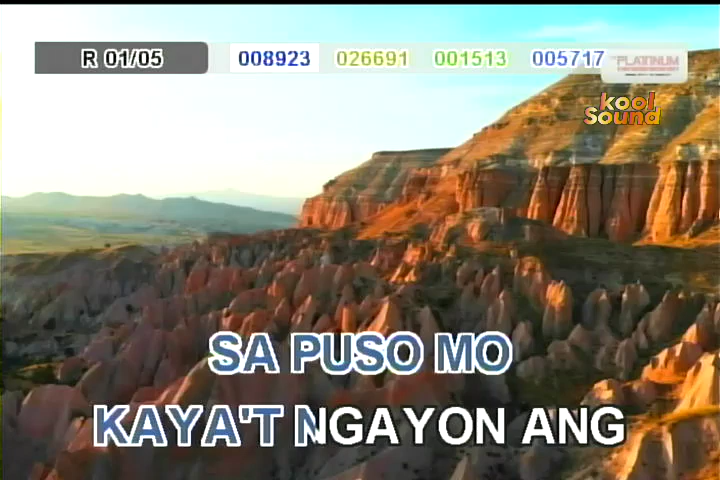 R 01/05
008923 026691 001513 005717
PLATINUM
kool
Sound
SA PUSO MO
KAYA'T NGAYON ANG